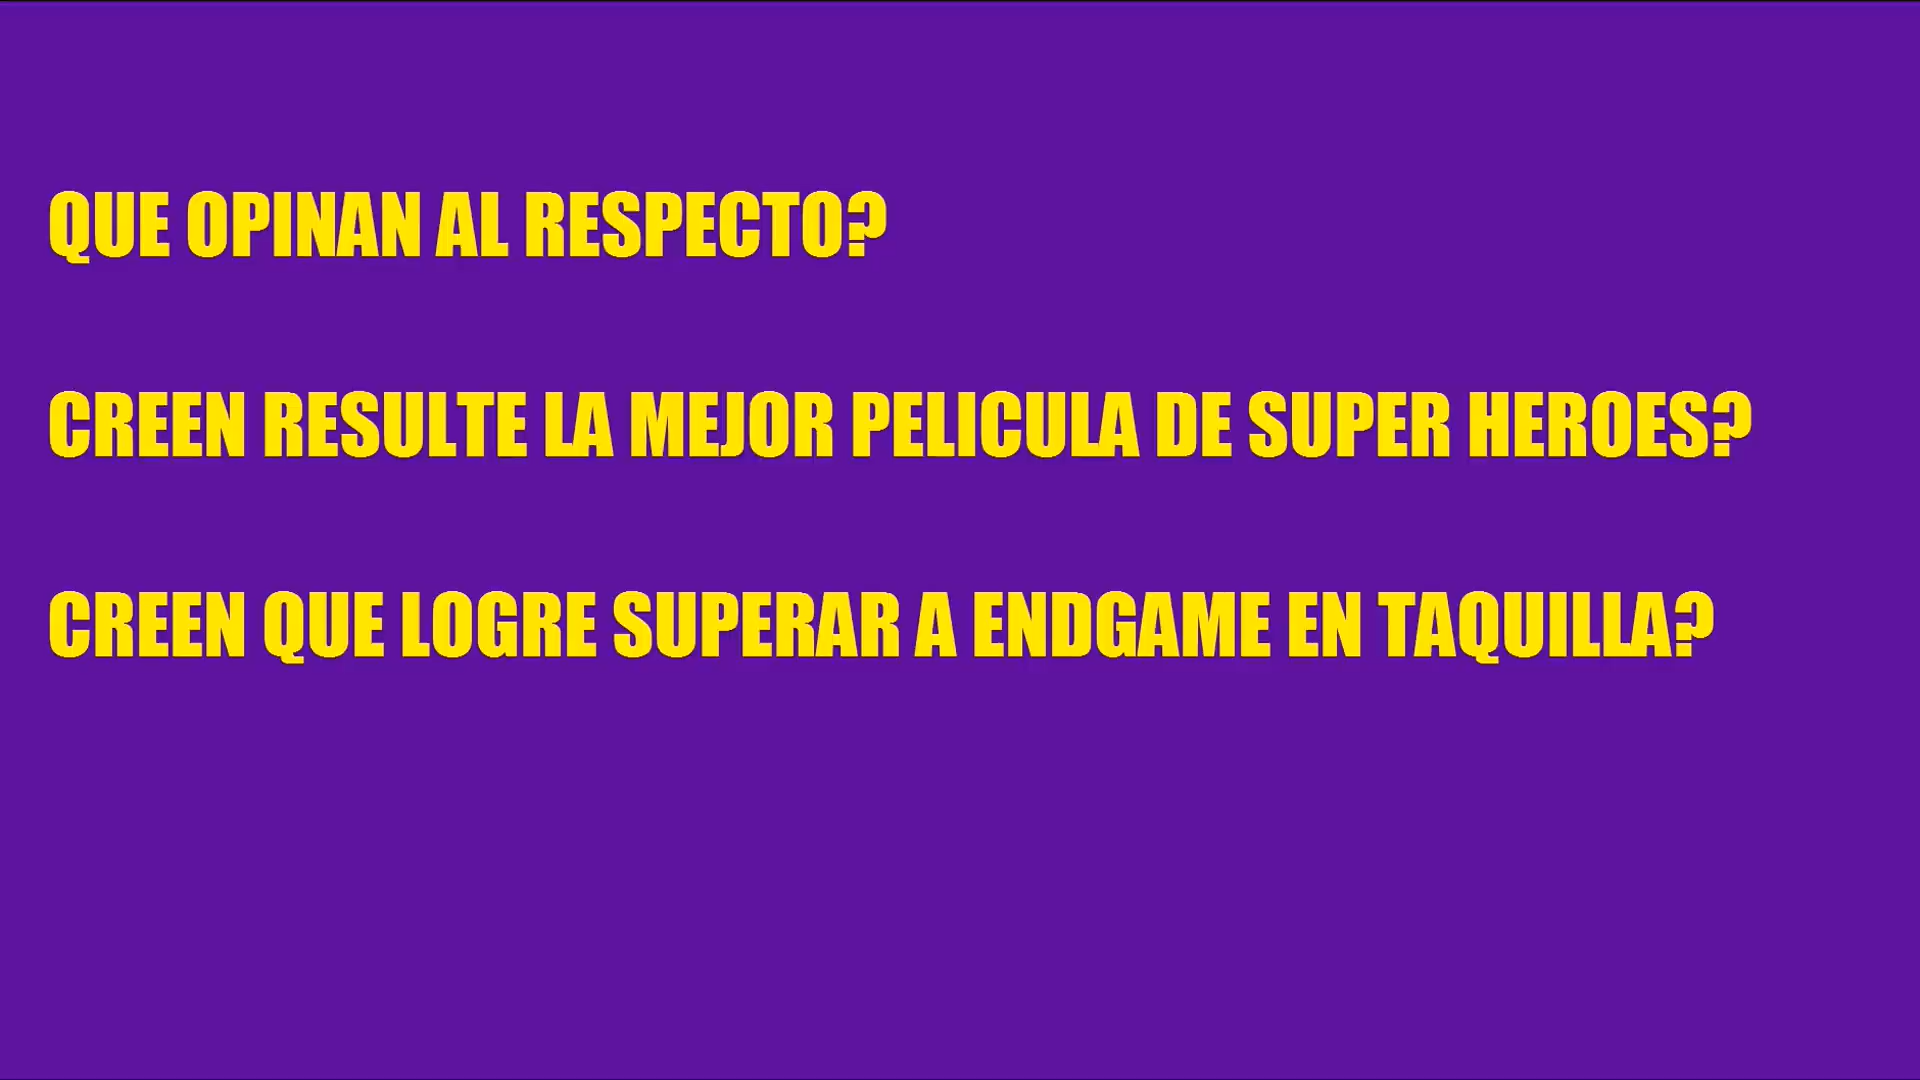 QUE OPINAN AL RESPECTO?
CREEN RESULTE LA MEJOR PELICULA DE SUPER HEROES?
CREEN QUE LOGRE SUPERAR A ENDGAME EN TAQUILLA?